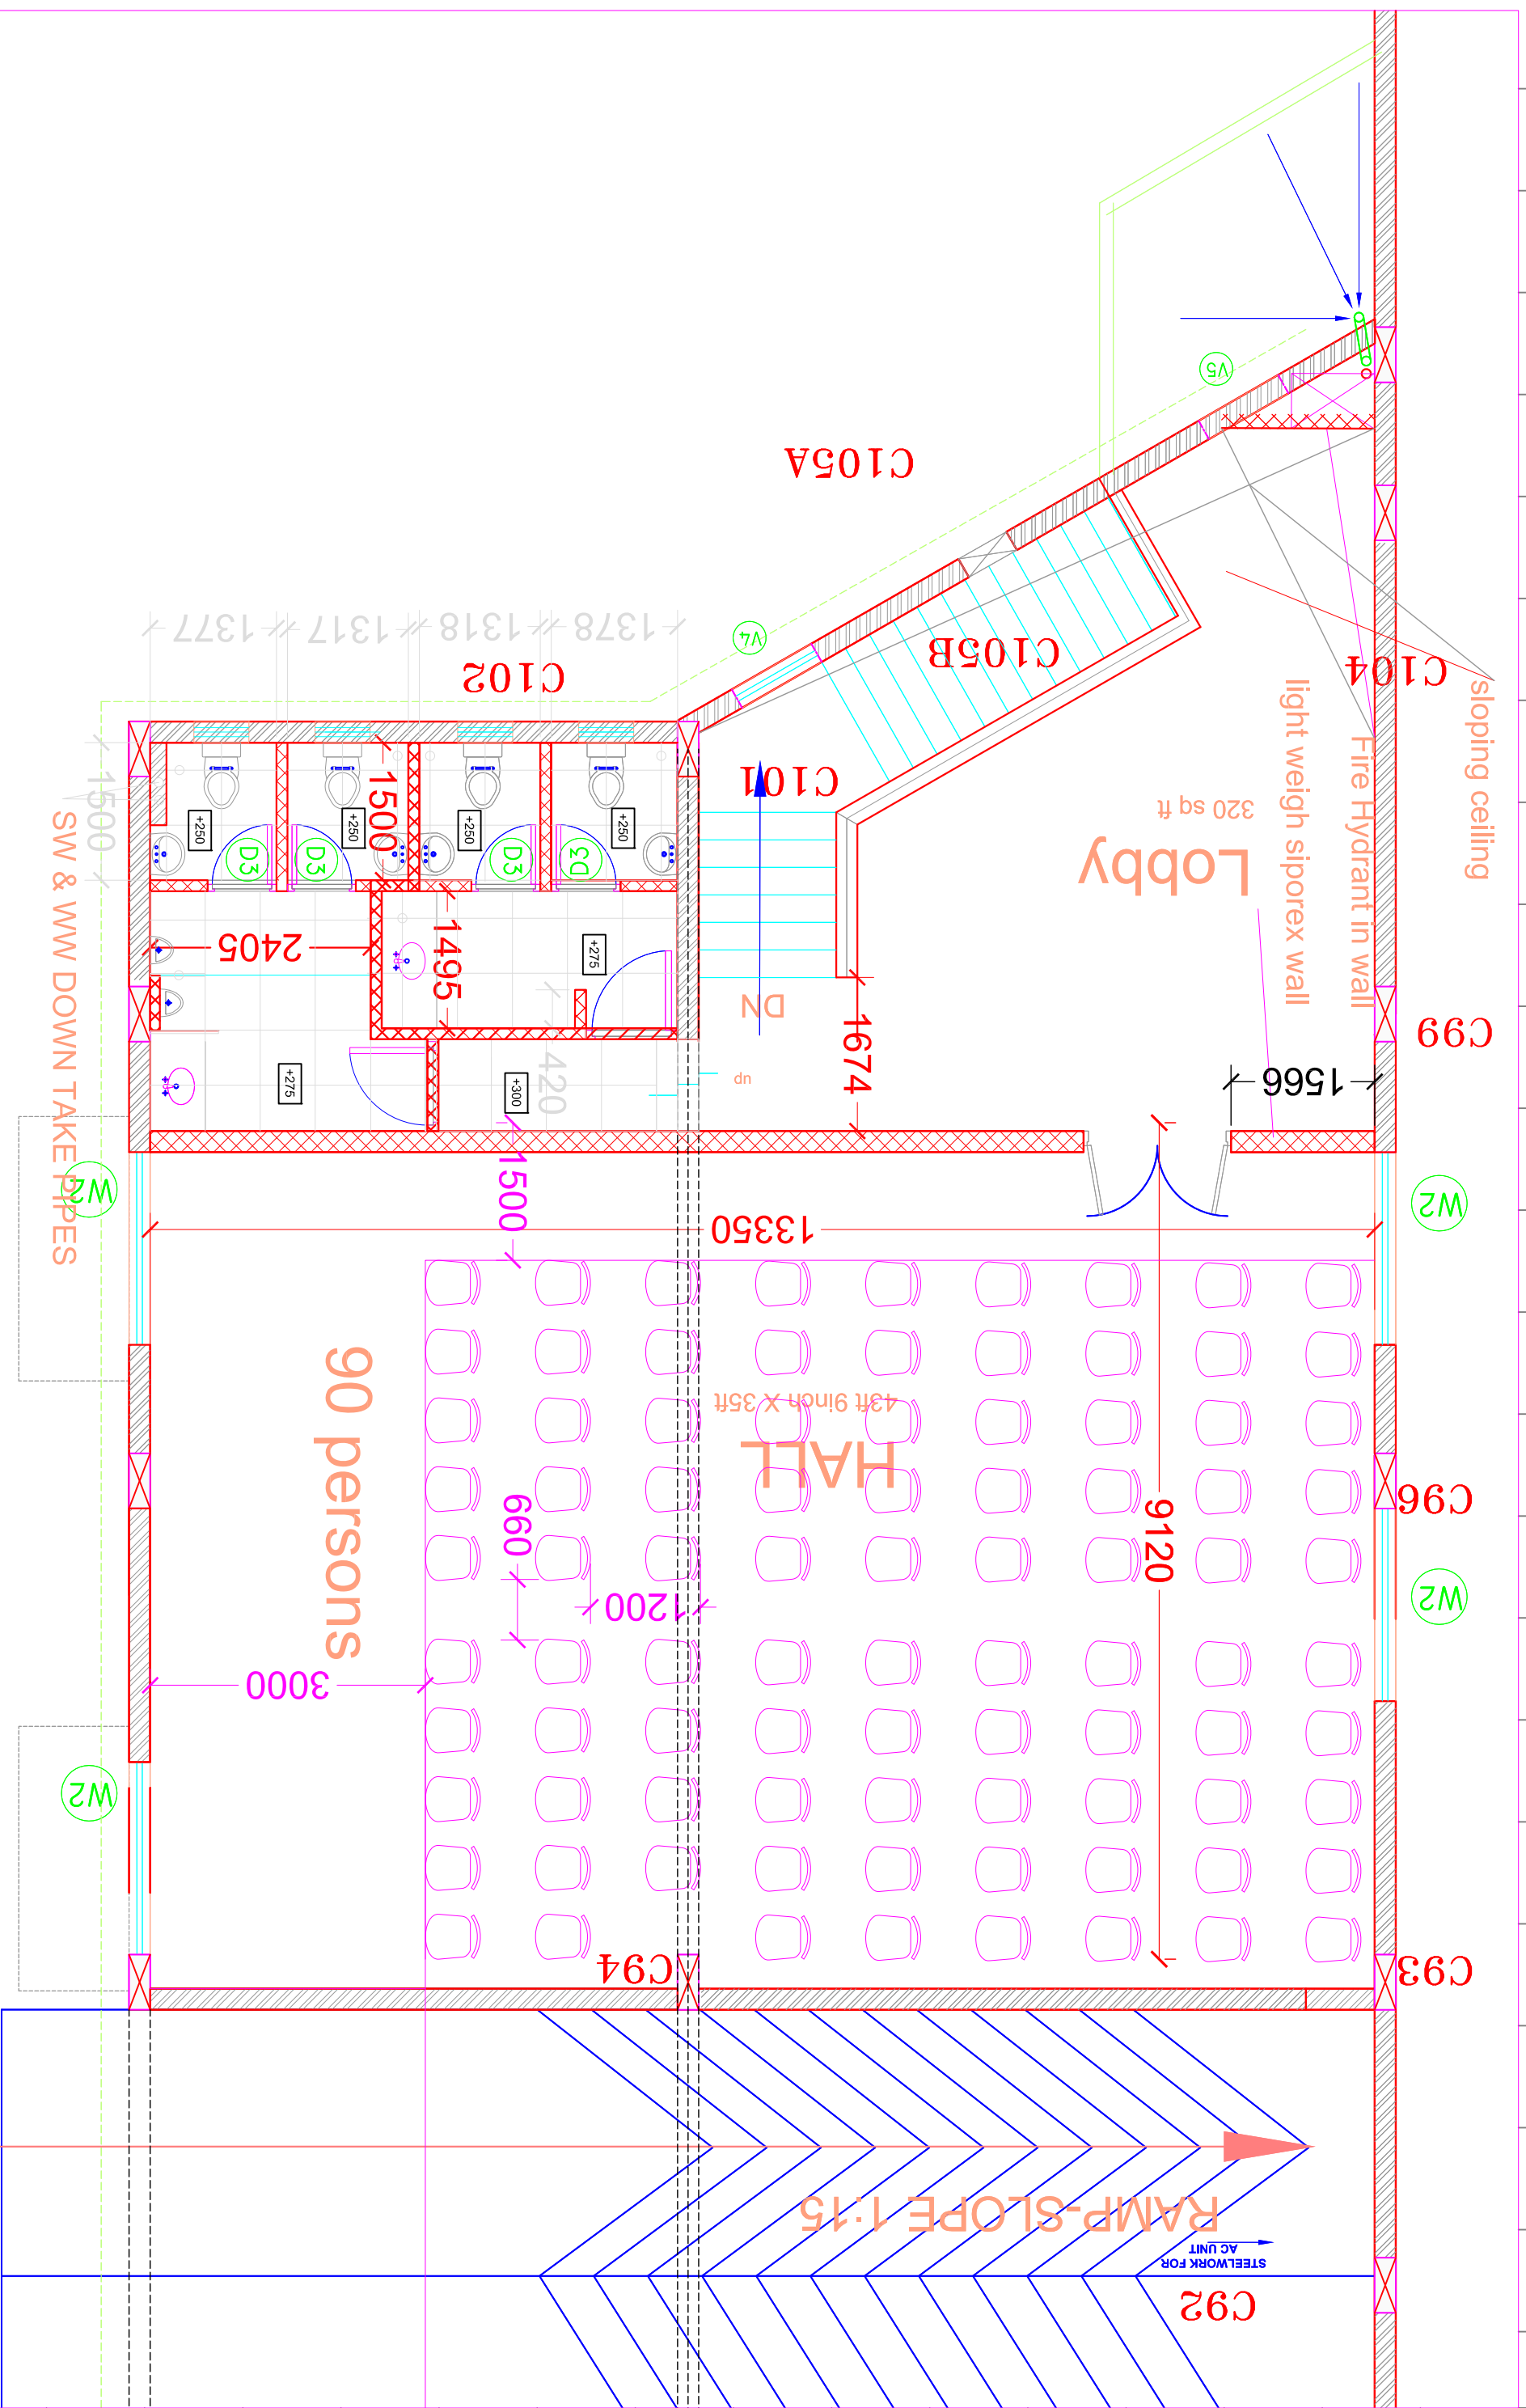 C105A
V5
V4
C105B
C104
C102
C101
1377
1317
1318
1378
1500
1500
+250
+250
+250
+250
D3
D3
D3
D3
SW & WW DOWN TAKE PIPES
2405
1495
+275
+275
+300
420
DN
up
1674
Lobby
320 sq ft
light weigh siporex wall
Fire Hydrant in wall
sloping ceiling
C99
1566
W2
W2
1500
13350
90 persons
HALL
43ft 9inch X 35ft
660
1200
9120
3000
C96
W2
W2
C94
C93
RAMP-SLOPE 1:15
STEELWORK FOR
AC UNIT
C92